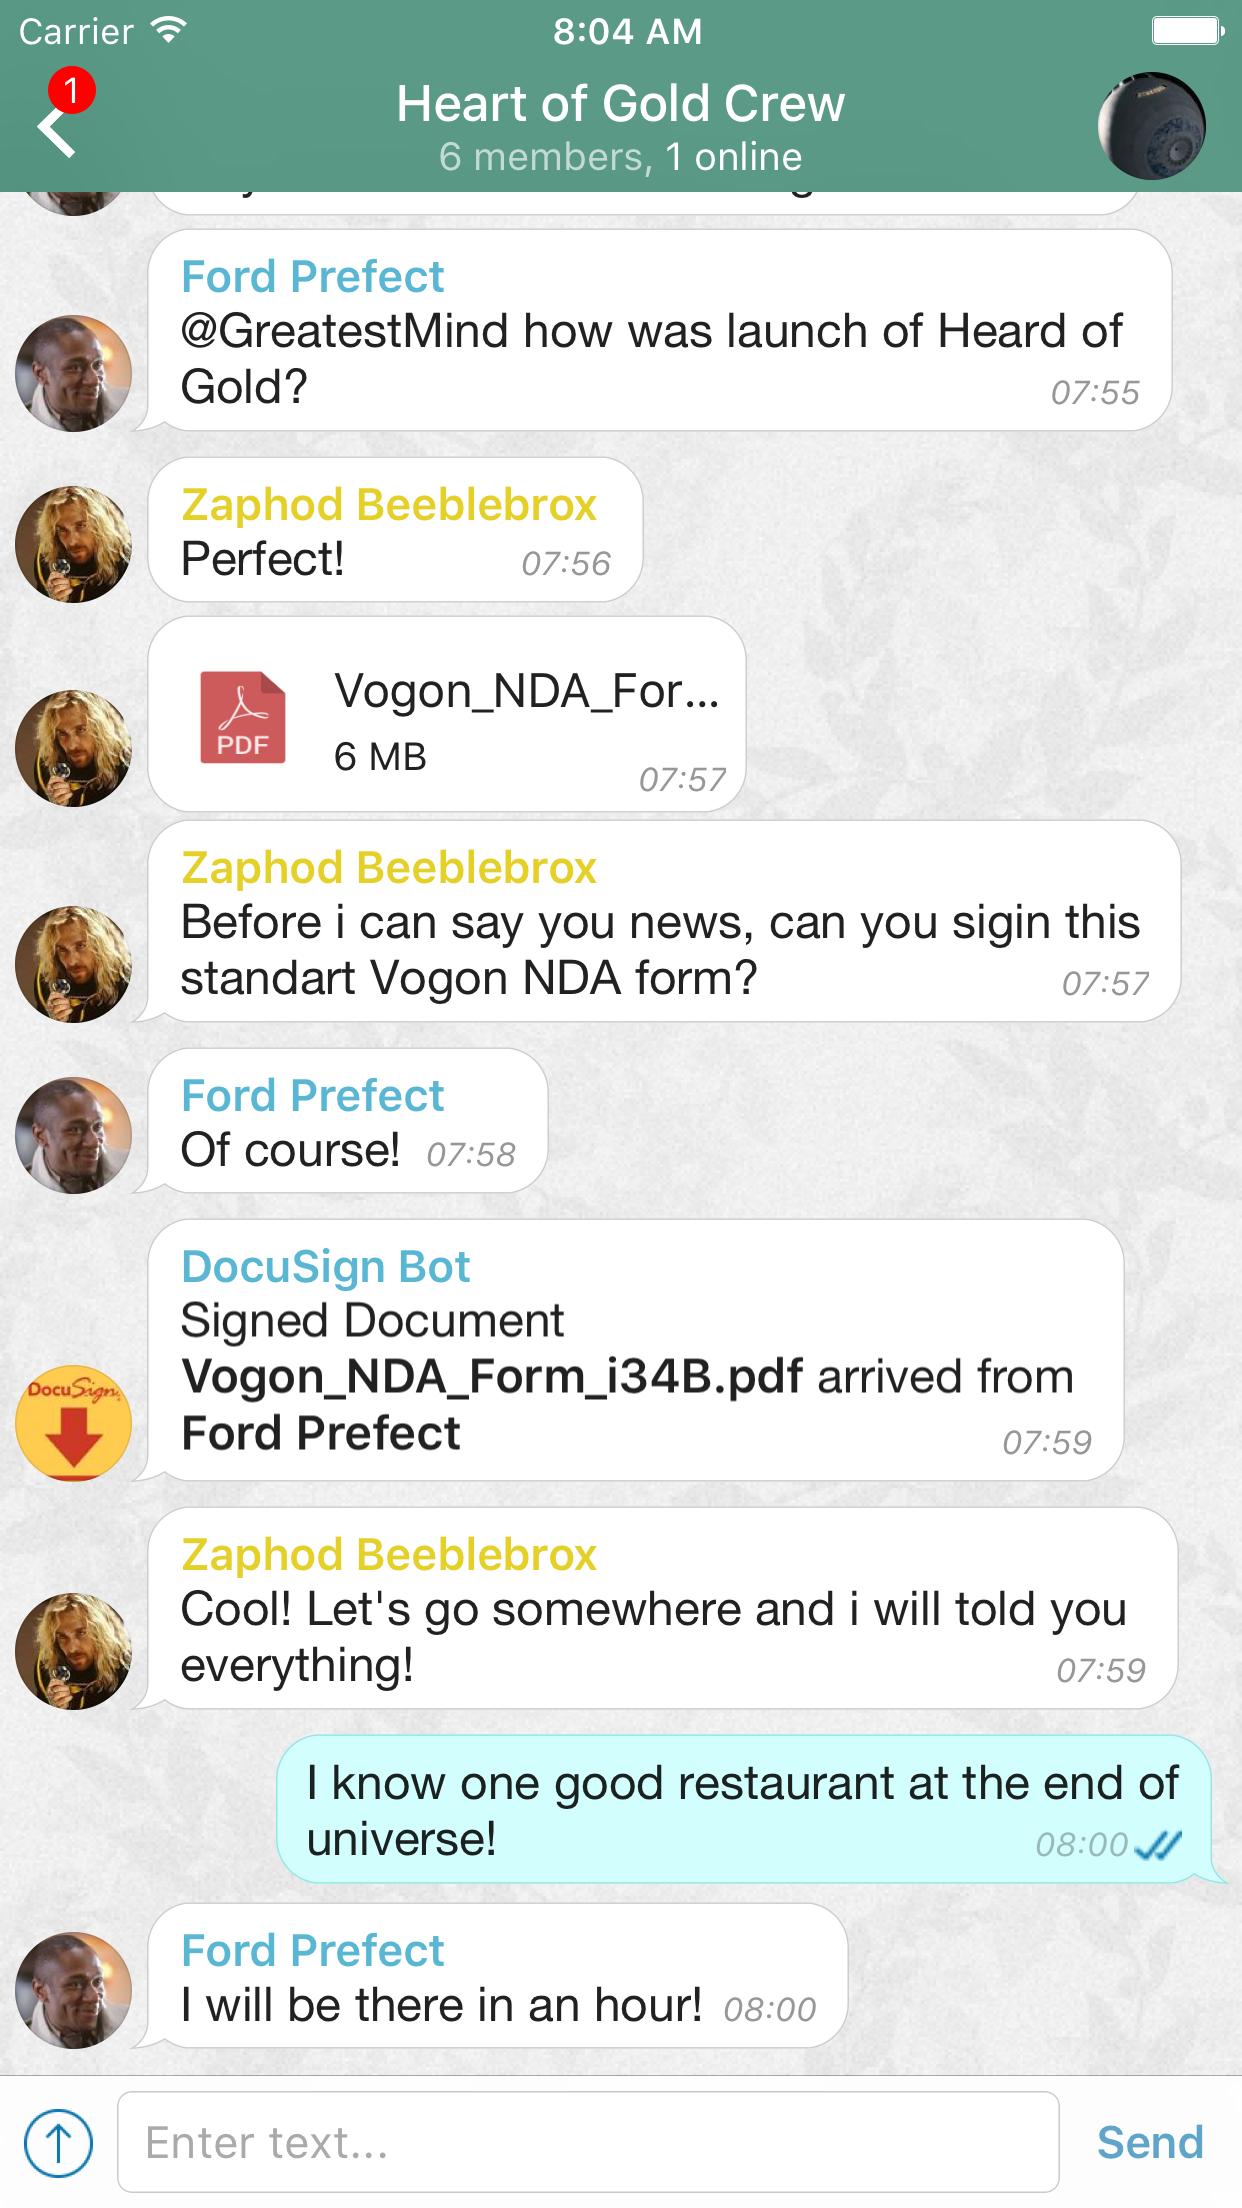 Carrier 8:04 AM
1
Heart of Gold Crew
6 members, 1 online
Ford Prefect
@GreatestMind how was launch of Heard of
Gold? 07:55
Zaphod Beeblebrox
Perfect! 07:56
Vogon_NDA_For...
PDF
6 MB
07:57
Zaphod Beeblebrox
Before i can say you news, can you sigin this
standart Vogon NDA form? 07:57
Ford Prefect
Of course! 07:58
DocuSign Bot
Signed Document
Vogon_NDA_Form_i34B.pdf arrived from
DocuSign
Ford Prefect 07:59
Zaphod Beeblebrox
Cool! Let's go somewhere and i will told you
everything! 07:59
I know one good restaurant at the end of
universe! 08:00
Ford Prefect
I will be there in an hour! 08:00
Enter text... Send